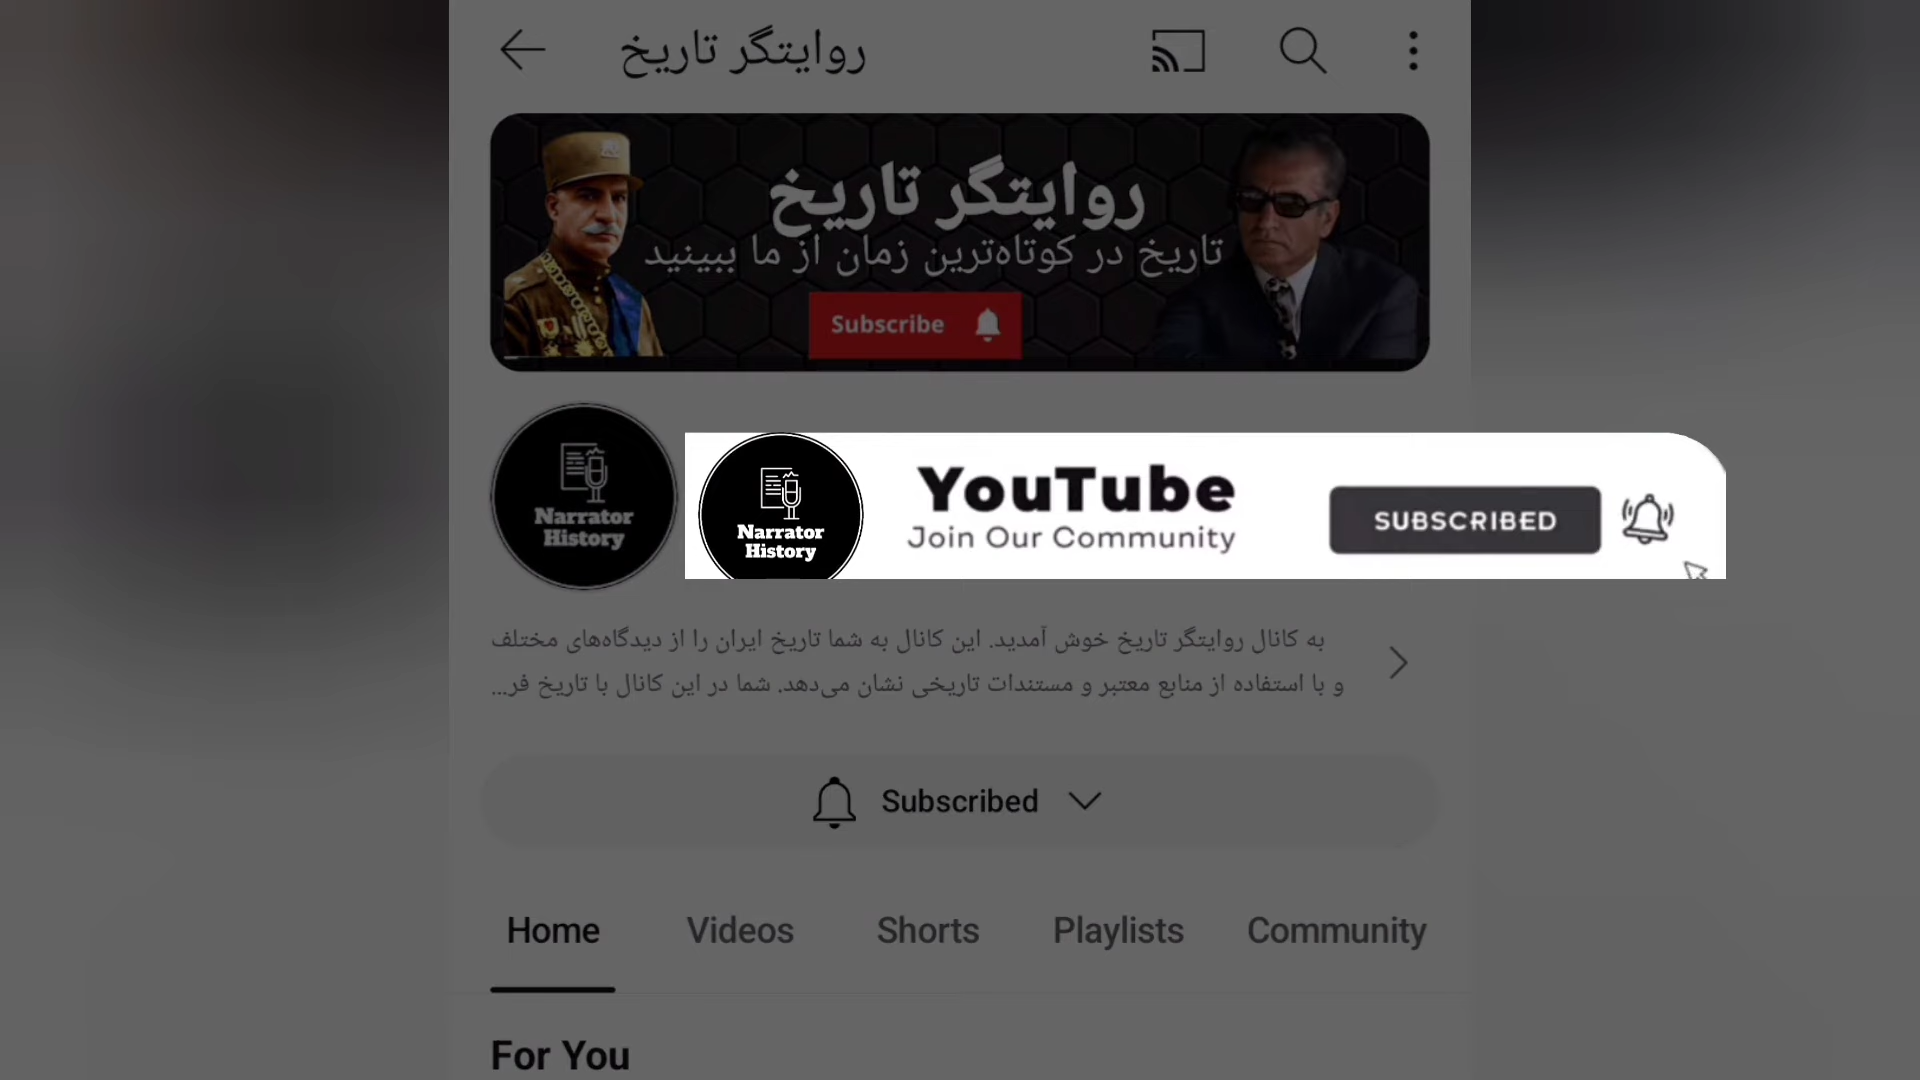 روایتگر تاریخ
روایتگر تاریخ
تاریخ در کوتاه‌ترین زمان از ما ببینید
Subscribe
Narrator
History
Narrator
History
YouTube
Join Our Community
SUBSCRIBED
به کانال روایتگر تاریخ خوش آمدید. این کانال به شما تاریخ ایران را از دیدگاه‌های مختلف
و با استفاده از منابع معتبر و مستندات تاریخی نشان می‌دهد. شما در این کانال با تاریخ فر...
Subscribed
Home Videos Shorts Playlists Community
For You